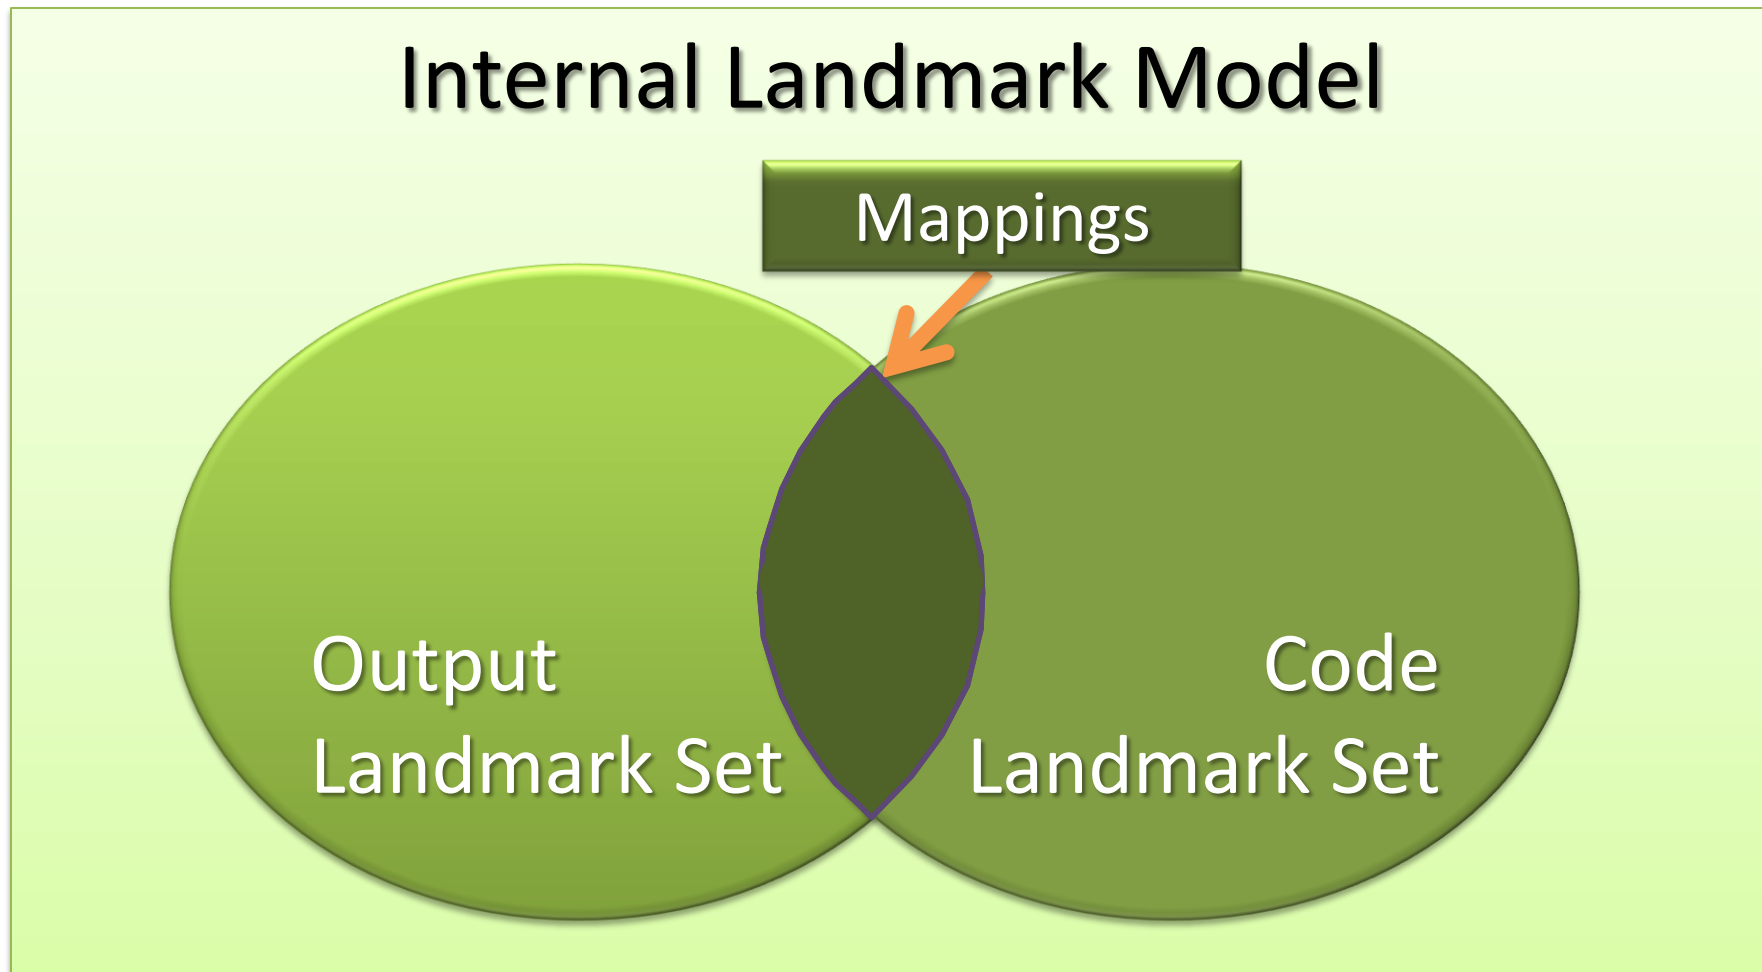 Internal Landmark Model
Mappings
Output
Landmark Set
Code
Landmark Set